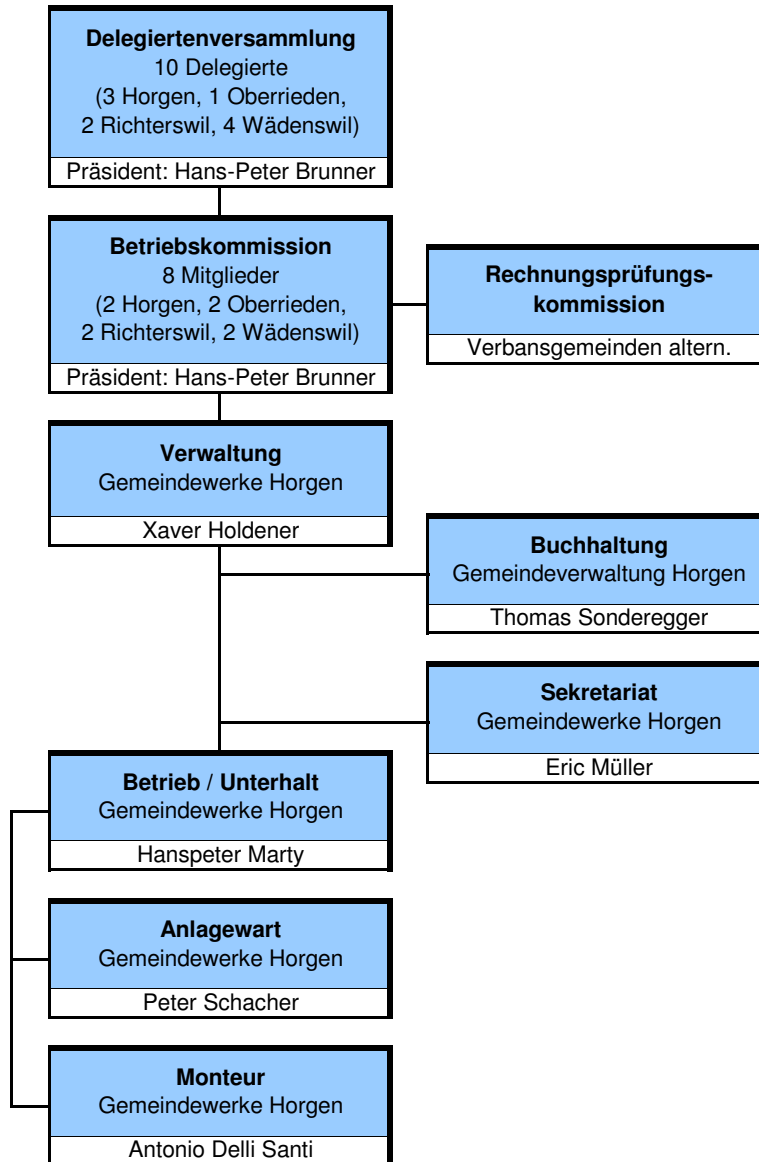 Delegiertenversammlung
10 Delegierte
(3 Horgen, 1 Oberrieden,
2 Richterswil, 4 Wädenswil)
Präsident: Hans-Peter Brunner
Betriebskommission
8 Mitglieder
(2 Horgen, 2 Oberrieden,
2 Richterswil, 2 Wädenswil)
Präsident: Hans-Peter Brunner
Rechnungsprüfungs-
kommission
Verbansgemeinden altern.
Verwaltung
Gemeindewerke Horgen
Xaver Holdener
Buchhaltung
Gemeindeverwaltung Horgen
Thomas Sonderegger
Sekretariat
Gemeindewerke Horgen
Eric Müller
Betrieb / Unterhalt
Gemeindewerke Horgen
Hanspeter Marty
Anlagewart
Gemeindewerke Horgen
Peter Schacher
Monteur
Gemeindewerke Horgen
Antonio Delli Santi